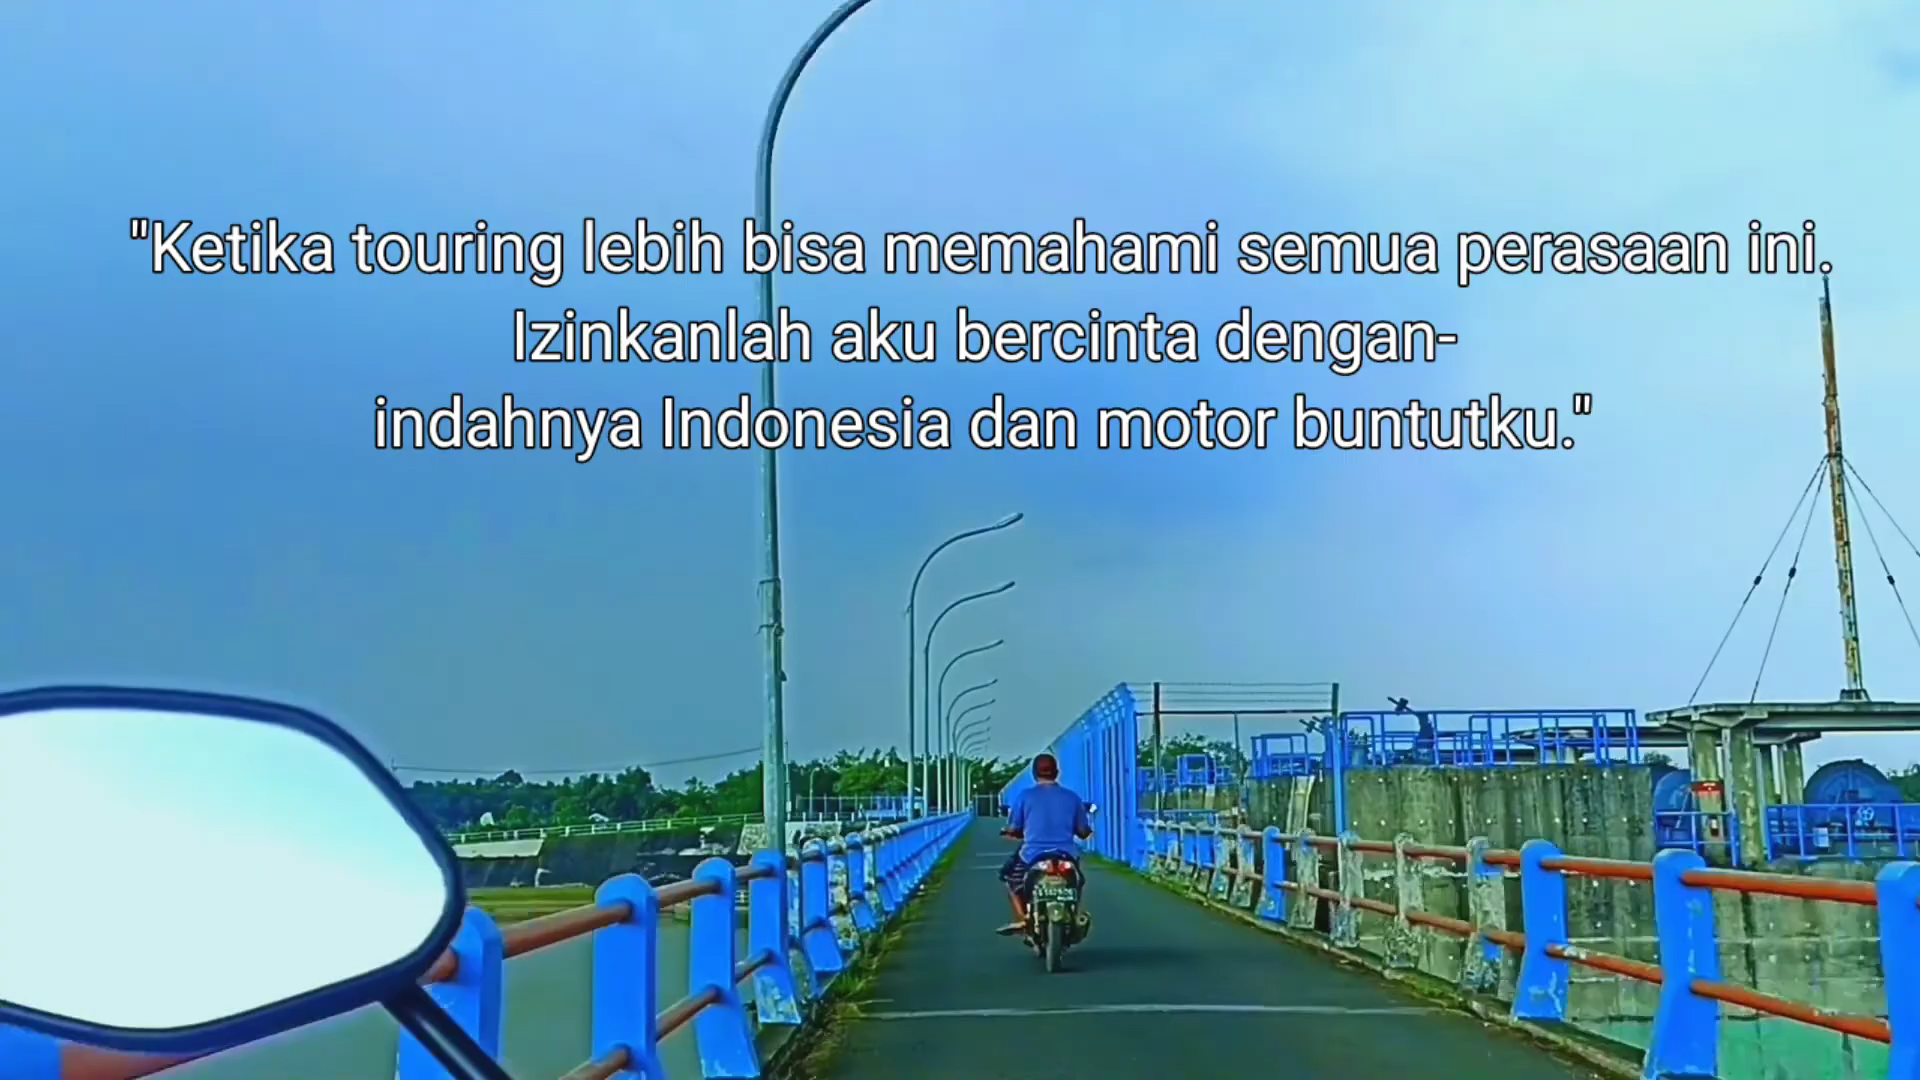 "Ketika touring lebih bisa memahami semua perasaan ini.
Izinkanlah aku bercinta dengan-
indahnya Indonesia dan motor buntutku."